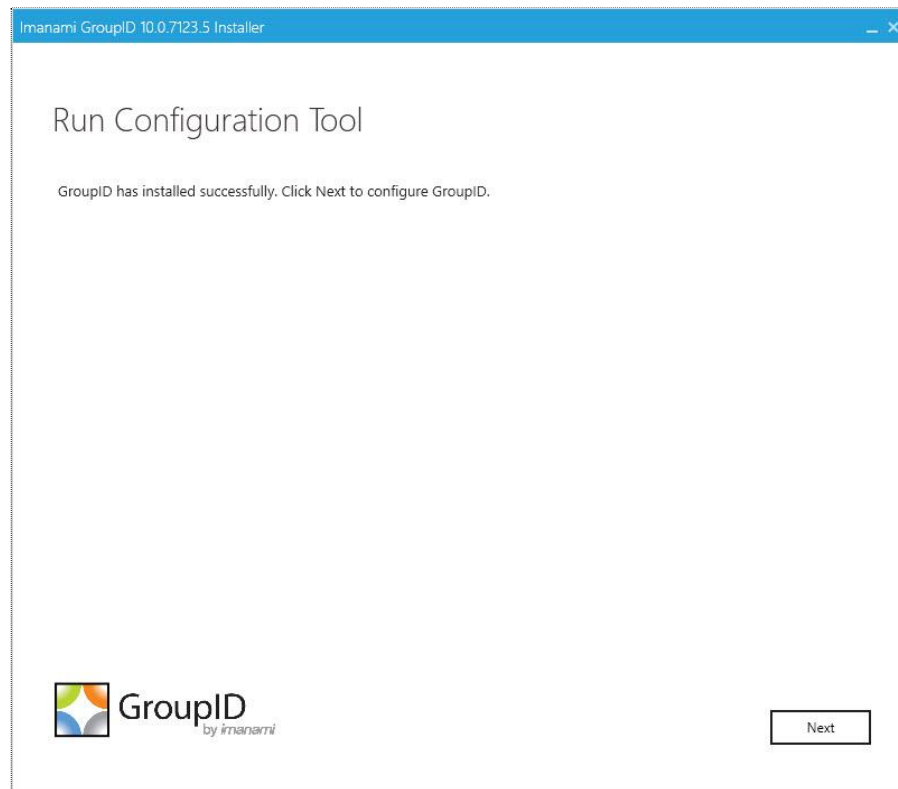 Imanami GroupID 10.0.7123.5 Installer
Run Configuration Tool
GroupID has installed successfully. Click Next to configure GroupID.
GroupID
by imanami
Next